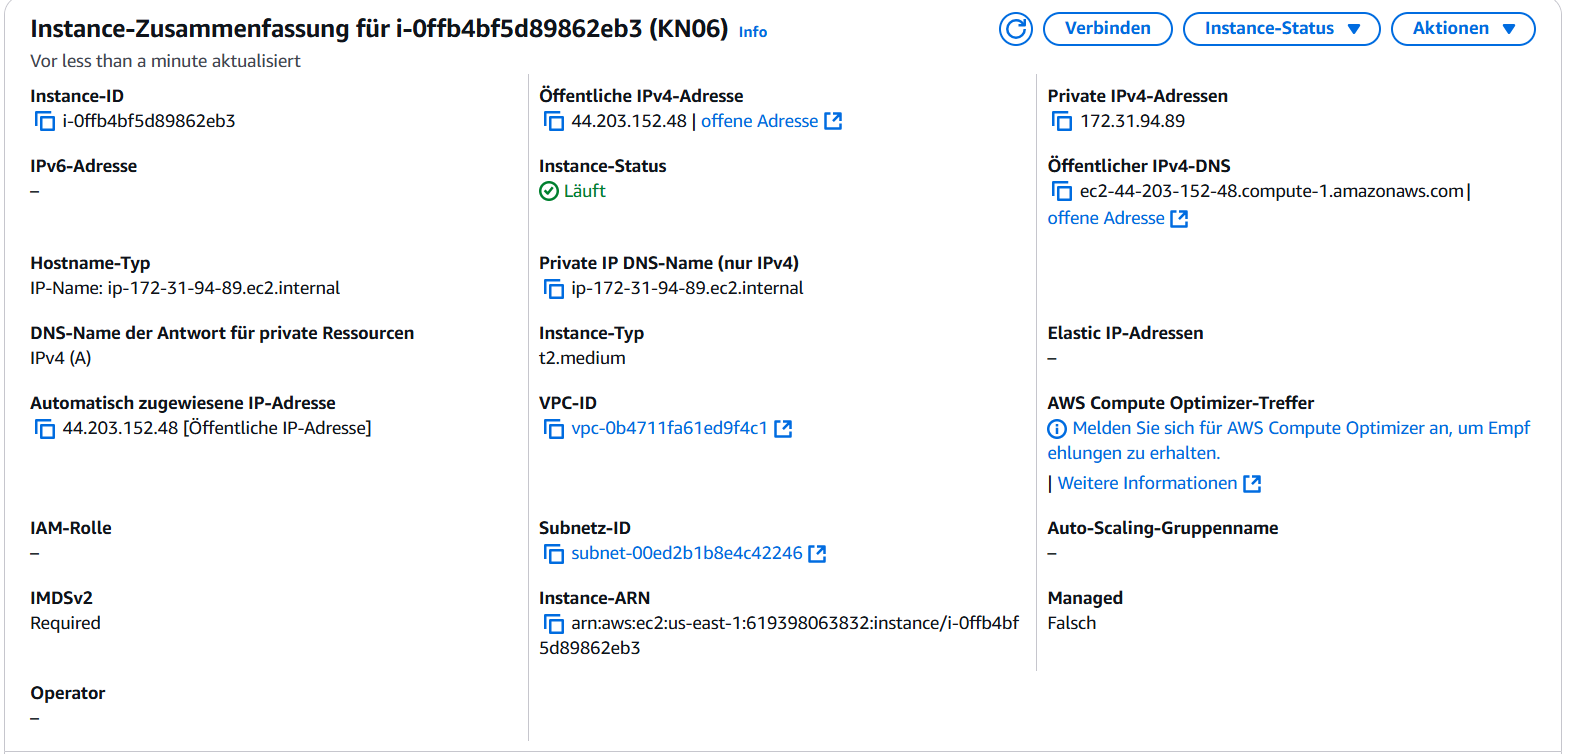 Instance-Zusammenfassung für i-0ffb4bf5d89862eb3 (KN06) Info
Verbinden
Instance-Status
Aktionen
Vor less than a minute aktualisiert
Instance-ID
i-0ffb4bf5d89862eb3
Öffentliche IPv4-Adresse
44.203.152.48 | offene Adresse
Private IPv4-Adressen
172.31.94.89
IPv6-Adresse
–
Instance-Status
Läuft
Öffentlicher IPv4-DNS
ec2-44-203-152-48.compute-1.amazonaws.com |
offene Adresse
Hostname-Typ
IP-Name: ip-172-31-94-89.ec2.internal
Private IP DNS-Name (nur IPv4)
ip-172-31-94-89.ec2.internal
DNS-Name der Antwort für private Ressourcen
IPv4 (A)
Instance-Typ
t2.medium
Elastic IP-Adressen
–
Automatisch zugewiesene IP-Adresse
44.203.152.48 [Öffentliche IP-Adresse]
VPC-ID
vpc-0b4711fa61ed9f4c1
AWS Compute Optimizer-Treffer
Melden Sie sich für AWS Compute Optimizer an, um Empf
ehlungen zu erhalten.
| Weitere Informationen
IAM-Rolle
–
Subnetz-ID
subnet-00ed2b1b8e4c42246
Auto-Scaling-Gruppenname
–
IMDSv2
Required
Instance-ARN
arn:aws:ec2:us-east-1:619398063832:instance/i-0ffb4bf
5d89862eb3
Managed
Falsch
Operator
–